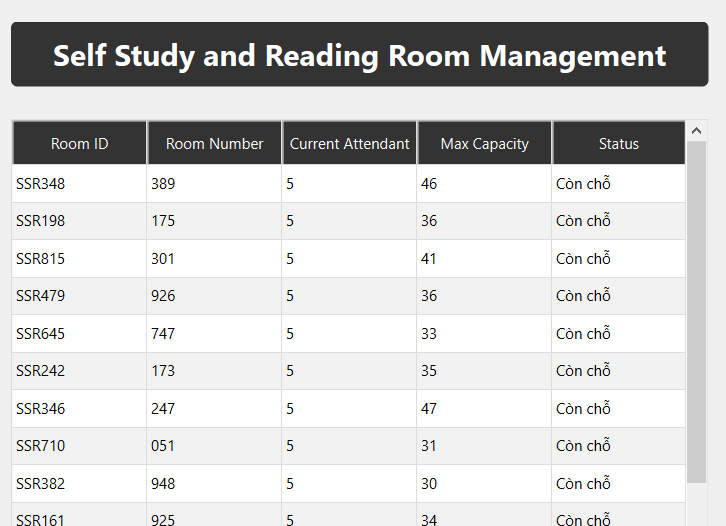 Self Study and Reading Room Management
Room ID Room Number Current Attendant Max Capacity Status
SSR348 389 5 46 Còn chỗ
SSR198 175 5 36 Còn chỗ
SSR815 301 5 41 Còn chỗ
SSR479 926 5 36 Còn chỗ
SSR645 747 5 33 Còn chỗ
SSR242 173 5 35 Còn chỗ
SSR346 247 5 47 Còn chỗ
SSR710 051 5 31 Còn chỗ
SSR382 948 5 30 Còn chỗ
SSR161 925 5 34 Còn chỗ